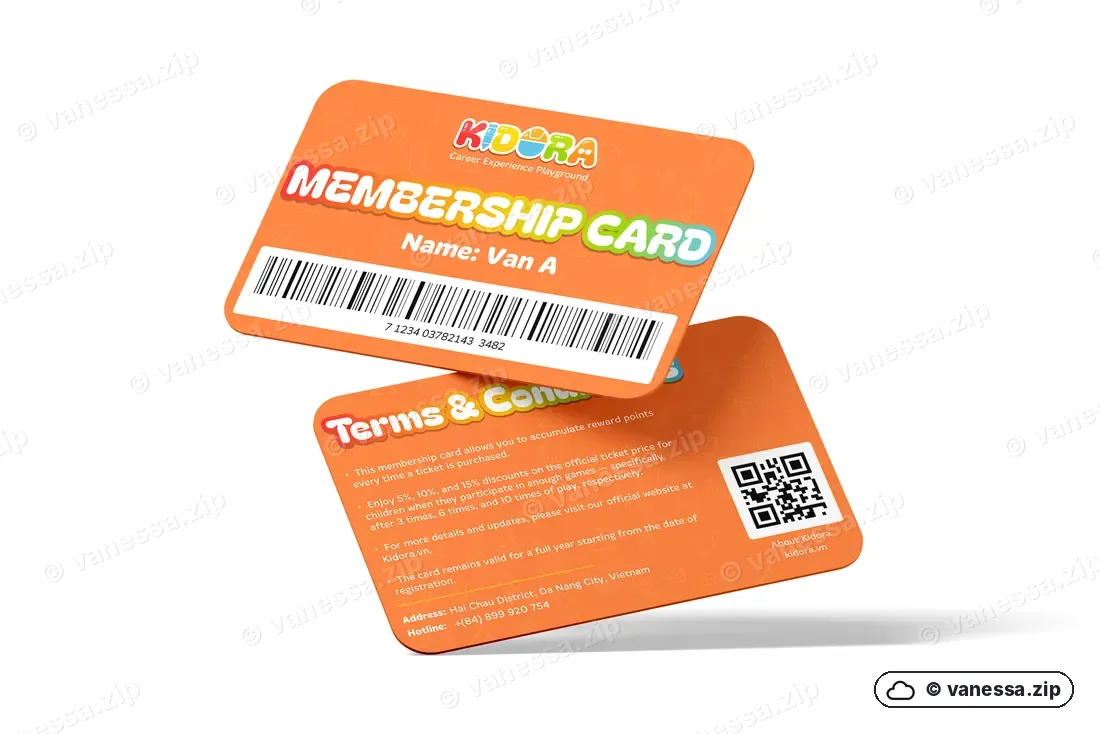 KiDORA
Career Experience Playground
MEMBERSHIP CARD
Name: Van A
7 1234 03782143 3482
Terms &
• This membership card allows you to accumulate reward points
every time a ticket is purchased.
• Enjoy 5%, 10%, and 15% discounts on the official ticket price for
children when they participate in enough games — specifically
after 3 times, 6 times, and 10 times of play, respectively.
• For more details and updates, please visit our official website at
Kidora.vn.
The card remains valid for a full year starting from the date of
registration.
Address: Hai Chau District, Da Nang City, Vietnam
Hotline: +(84) 899 920 754
About Kidora
kidora.vn
© vanessa.zip